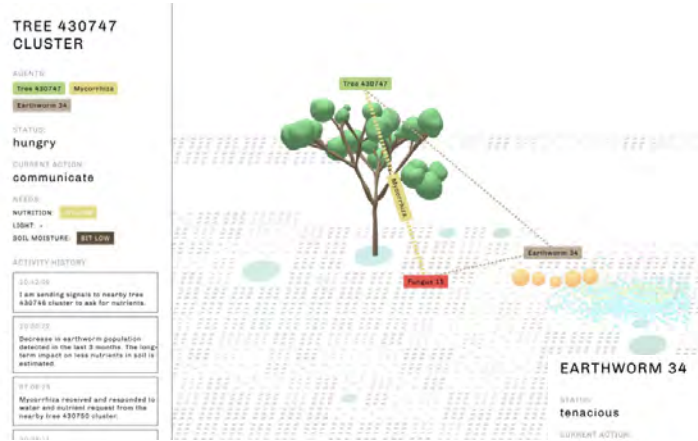 TREE 430747
CLUSTER
AGENTS:
Tree 430747
Mycorrhiza
Earthworm 34
STATUS:
hungry
CURRENT ACTION:
communicate
NEEDS:
NUTRITION:
LIGHT: -
SOIL MOISTURE: BIT LOW
ACTIVITY HISTORY
I am sending signals to nearby tree
430746 cluster to ask for nutrients.
Decrease in earthworm population
detected in the last 3 months. The long-
term impact on less nutrients in soil is
estimated.
Mycorrhiza received and responded to
water and nutrient request from the
nearby tree 430750 cluster.
Tree 430747
Mycorrhiza
Earthworm 34
Fungus 15
EARTHWORM 34
STATUS:
tenacious
CURRENT ACTION: